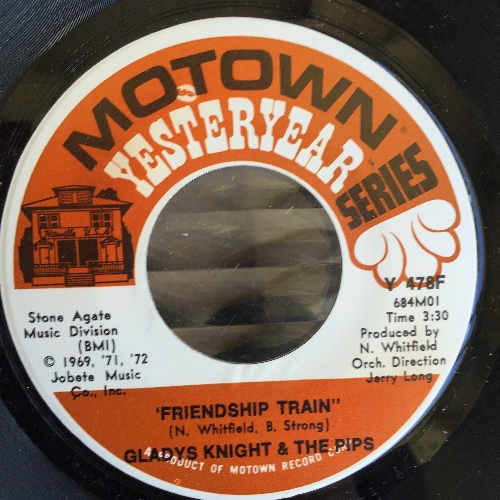 MOTOWN
YESTERYEAR™
SERIES
Hitsville U.S.A.
Y 478F
684M01
Time 3:30
Produced by
N. Whitfield
Orch. Direction
Jerry Long
Stone Agate
Music Division
(BMI)
© 1969, '71, '72
Jobete Music
Co., Inc.
'FRIENDSHIP TRAIN"
(N. Whitfield, B. Strong)
GLADYS KNIGHT & THE PIPS
A PRODUCT OF MOTOWN RECORD